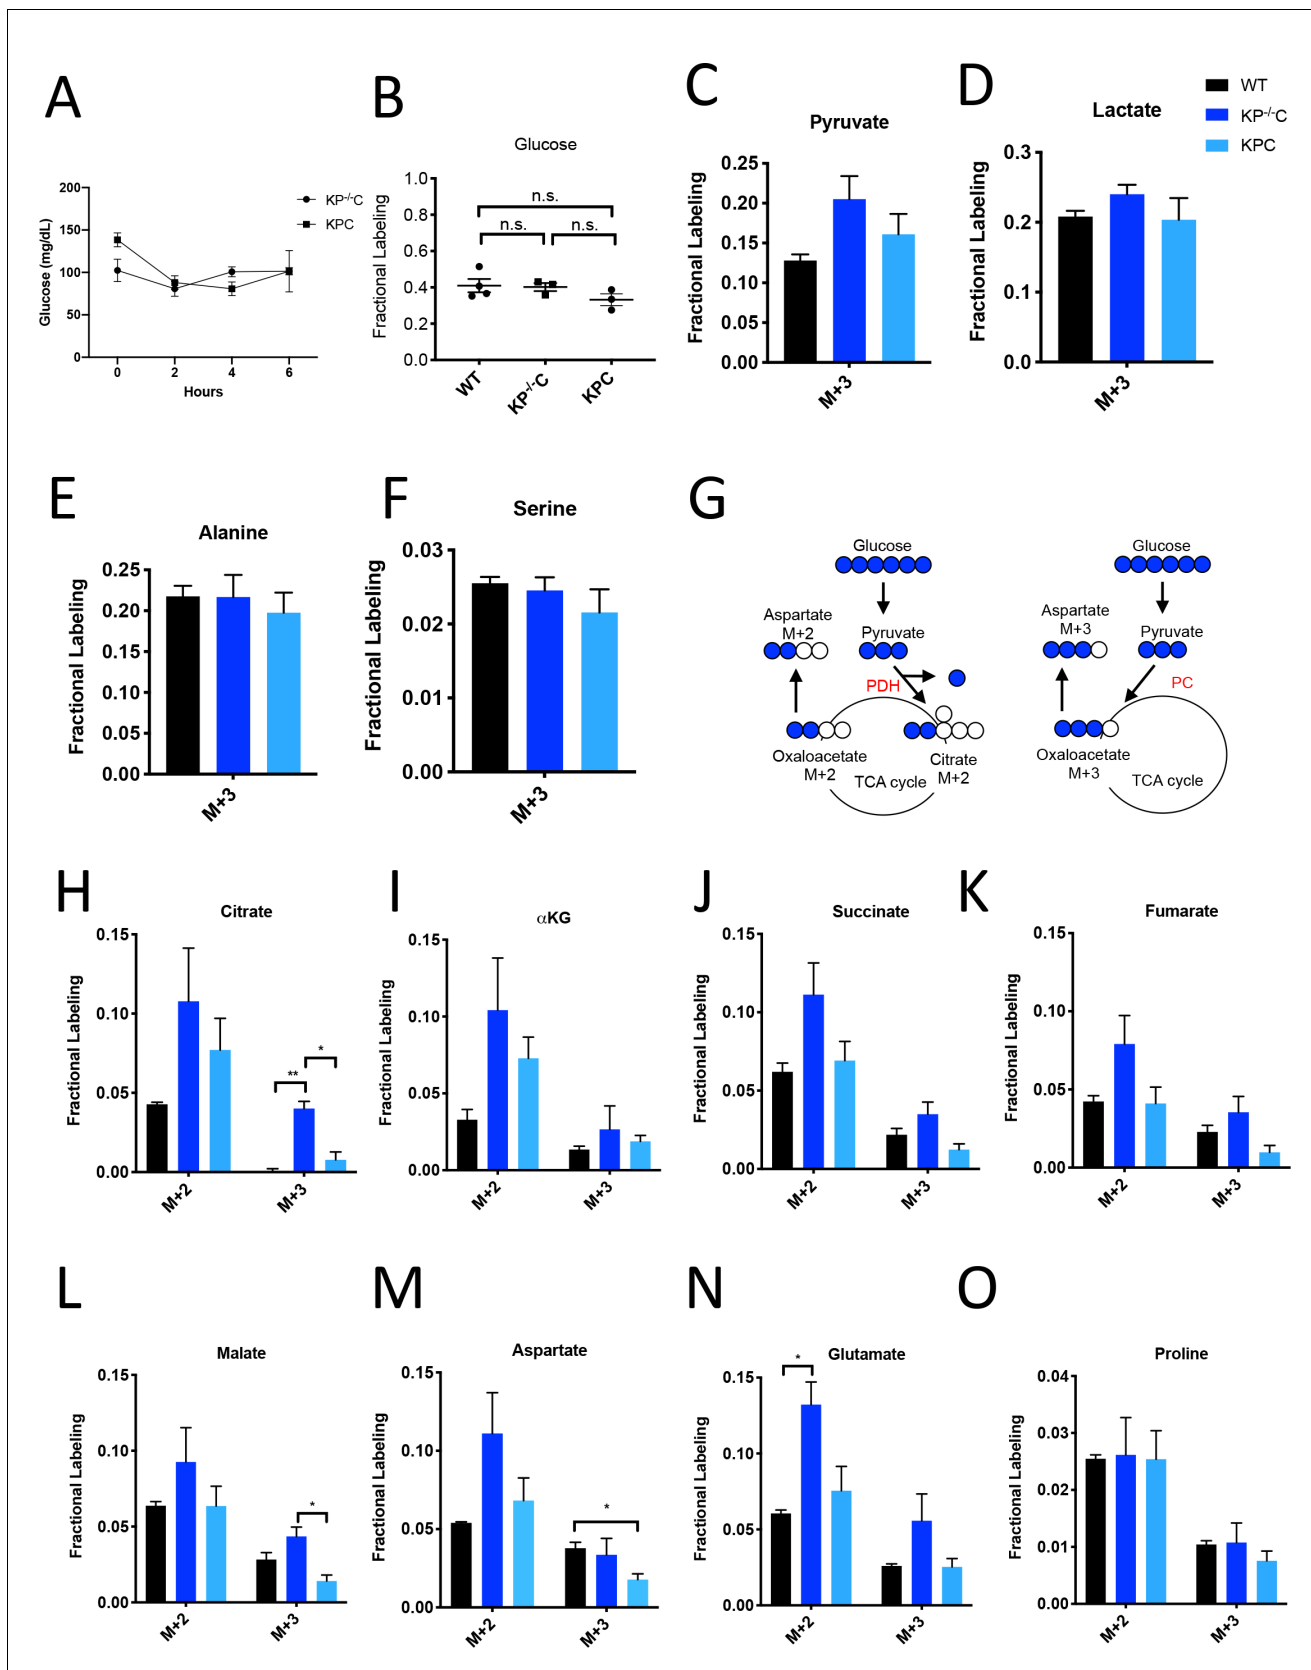 A
Glucose (mg/dL)
200
150
100
50
0
0 2 4 6
Hours
KP-/-C
KPC
B
Glucose
Fractional Labeling
1.0
0.8
0.6
0.4
0.2
0.0
n.s.
n.s. n.s.
WT KP-/-C KPC
C
Pyruvate
Fractional Labeling
0.25
0.20
0.15
0.10
0.05
0.00
M+3
D
Lactate
Fractional Labeling
0.3
0.2
0.1
0.0
M+3
WT
KP-/-C
KPC
E
Alanine
Fractional Labeling
0.25
0.20
0.15
0.10
0.05
0.00
M+3
F
Serine
Fractional Labeling
0.03
0.02
0.01
0.00
M+3
G
Glucose
Aspartate
M+2
Pyruvate
PDH
Oxaloacetate
M+2
Citrate
M+2
TCA cycle
Glucose
Aspartate
M+3
Pyruvate
PC
Oxaloacetate
M+3
TCA cycle
H
Citrate
Fractional Labeling
0.15
0.10
0.05
0.00
**
*
M+2 M+3
I
αKG
Fractional Labeling
0.15
0.10
0.05
0.00
M+2 M+3
J
Succinate
Fractional Labeling
0.15
0.10
0.05
0.00
M+2 M+3
K
Fumarate
Fractional Labeling
0.15
0.10
0.05
0.00
M+2 M+3
L
Malate
Fractional Labeling
0.15
0.10
0.05
0.00
*
M+2 M+3
M
Aspartate
Fractional Labeling
0.15
0.10
0.05
0.00
*
M+2 M+3
N
Glutamate
Fractional Labeling
0.15
0.10
0.05
0.00
*
M+2 M+3
O
Proline
Fractional Labeling
0.04
0.03
0.02
0.01
0.00
M+2 M+3